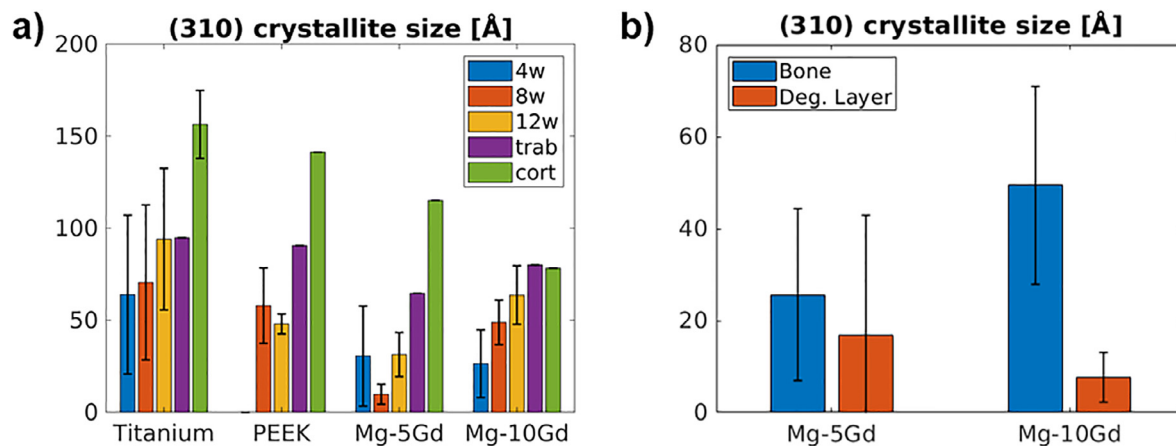 a)
(310) crystallite size [Å]
200
150
100
50
0
4w
8w
12w
trab
cort
Titanium PEEK Mg-5Gd Mg-10Gd
b)
(310) crystallite size [Å]
80
60
40
20
0
Bone
Deg. Layer
Mg-5Gd Mg-10Gd